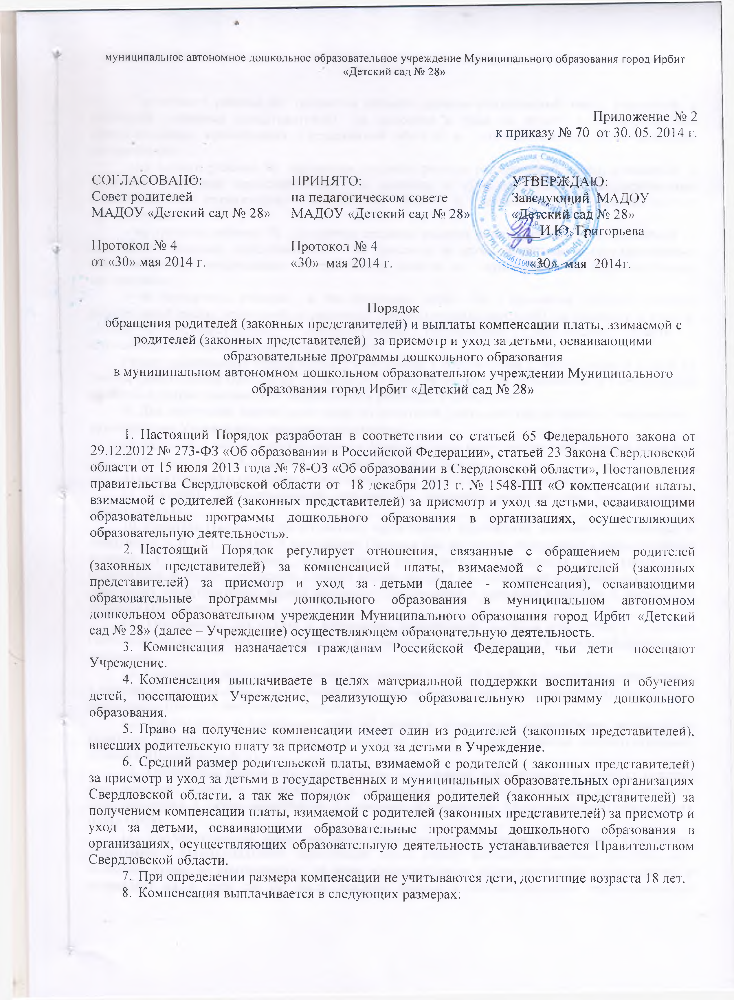 муниципальное автономное дошкольное образовательное учреждение Муниципального образования город Ирбит
«Детский сад № 28»
Приложение № 2
к приказу № 70 от 30. 05. 2014 г.
СОГЛАСОВАНО:
Совет родителей
МАДОУ «Детский сад № 28»
Протокол № 4
от «30» мая 2014 г.
ПРИНЯТО:
на педагогическом совете
МАДОУ «Детский сад № 28»
Протокол № 4
«30» мая 2014 г.
УТВЕРЖДАЮ:
Заведующий МАДОУ
«Детский сад № 28»
____И.Ю. Григорьева
«30» мая 2014г.
Порядок
обращения родителей (законных представителей) и выплаты компенсации платы, взимаемой с
родителей (законных представителей) за присмотр и уход за детьми, осваивающими
образовательные программы дошкольного образования
в муниципальном автономном дошкольном образовательном учреждении Муниципального
образования город Ирбит «Детский сад № 28»
1. Настоящий Порядок разработан в соответствии со статьей 65 Федерального закона от
29.12.2012 № 273-ФЗ «Об образовании в Российской Федерации», статьей 23 Закона Свердловской
области от 15 июля 2013 года № 78-ОЗ «Об образовании в Свердловской области», Постановления
правительства Свердловской области от 18 декабря 2013 г. № 1548-ПП «О компенсации платы,
взимаемой с родителей (законных представителей) за присмотр и уход за детьми, осваивающими
образовательные программы дошкольного образования в организациях, осуществляющих
образовательную деятельность».
2. Настоящий Порядок регулирует отношения, связанные с обращением родителей
(законных представителей) за компенсацией платы, взимаемой с родителей (законных
представителей) за присмотр и уход за детьми (далее - компенсация), осваивающими
образовательные программы дошкольного образования в муниципальном автономном
дошкольном образовательном учреждении Муниципального образования город Ирбит «Детский
сад № 28» (далее – Учреждение) осуществляющем образовательную деятельность.
3. Компенсация назначается гражданам Российской Федерации, чьи дети посещают
Учреждение.
4. Компенсация выплачиваете в целях материальной поддержки воспитания и обучения
детей, посещающих Учреждение, реализующую образовательную программу дошкольного
образования.
5. Право на получение компенсации имеет один из родителей (законных представителей),
внесших родительскую плату за присмотр и уход за детьми в Учреждение.
6. Средний размер родительской платы, взимаемой с родителей ( законных представителей)
за присмотр и уход за детьми в государственных и муниципальных образовательных организациях
Свердловской области, а так же порядок обращения родителей (законных представителей) за
получением компенсации платы, взимаемой с родителей (законных представителей) за присмотр и
уход за детьми, осваивающими образовательные программы дошкольного образования в
организациях, осуществляющих образовательную деятельность устанавливается Правительством
Свердловской области.
7. При определении размера компенсации не учитываются дети, достигшие возраста 18 лет.
8. Компенсация выплачивается в следующих размерах: